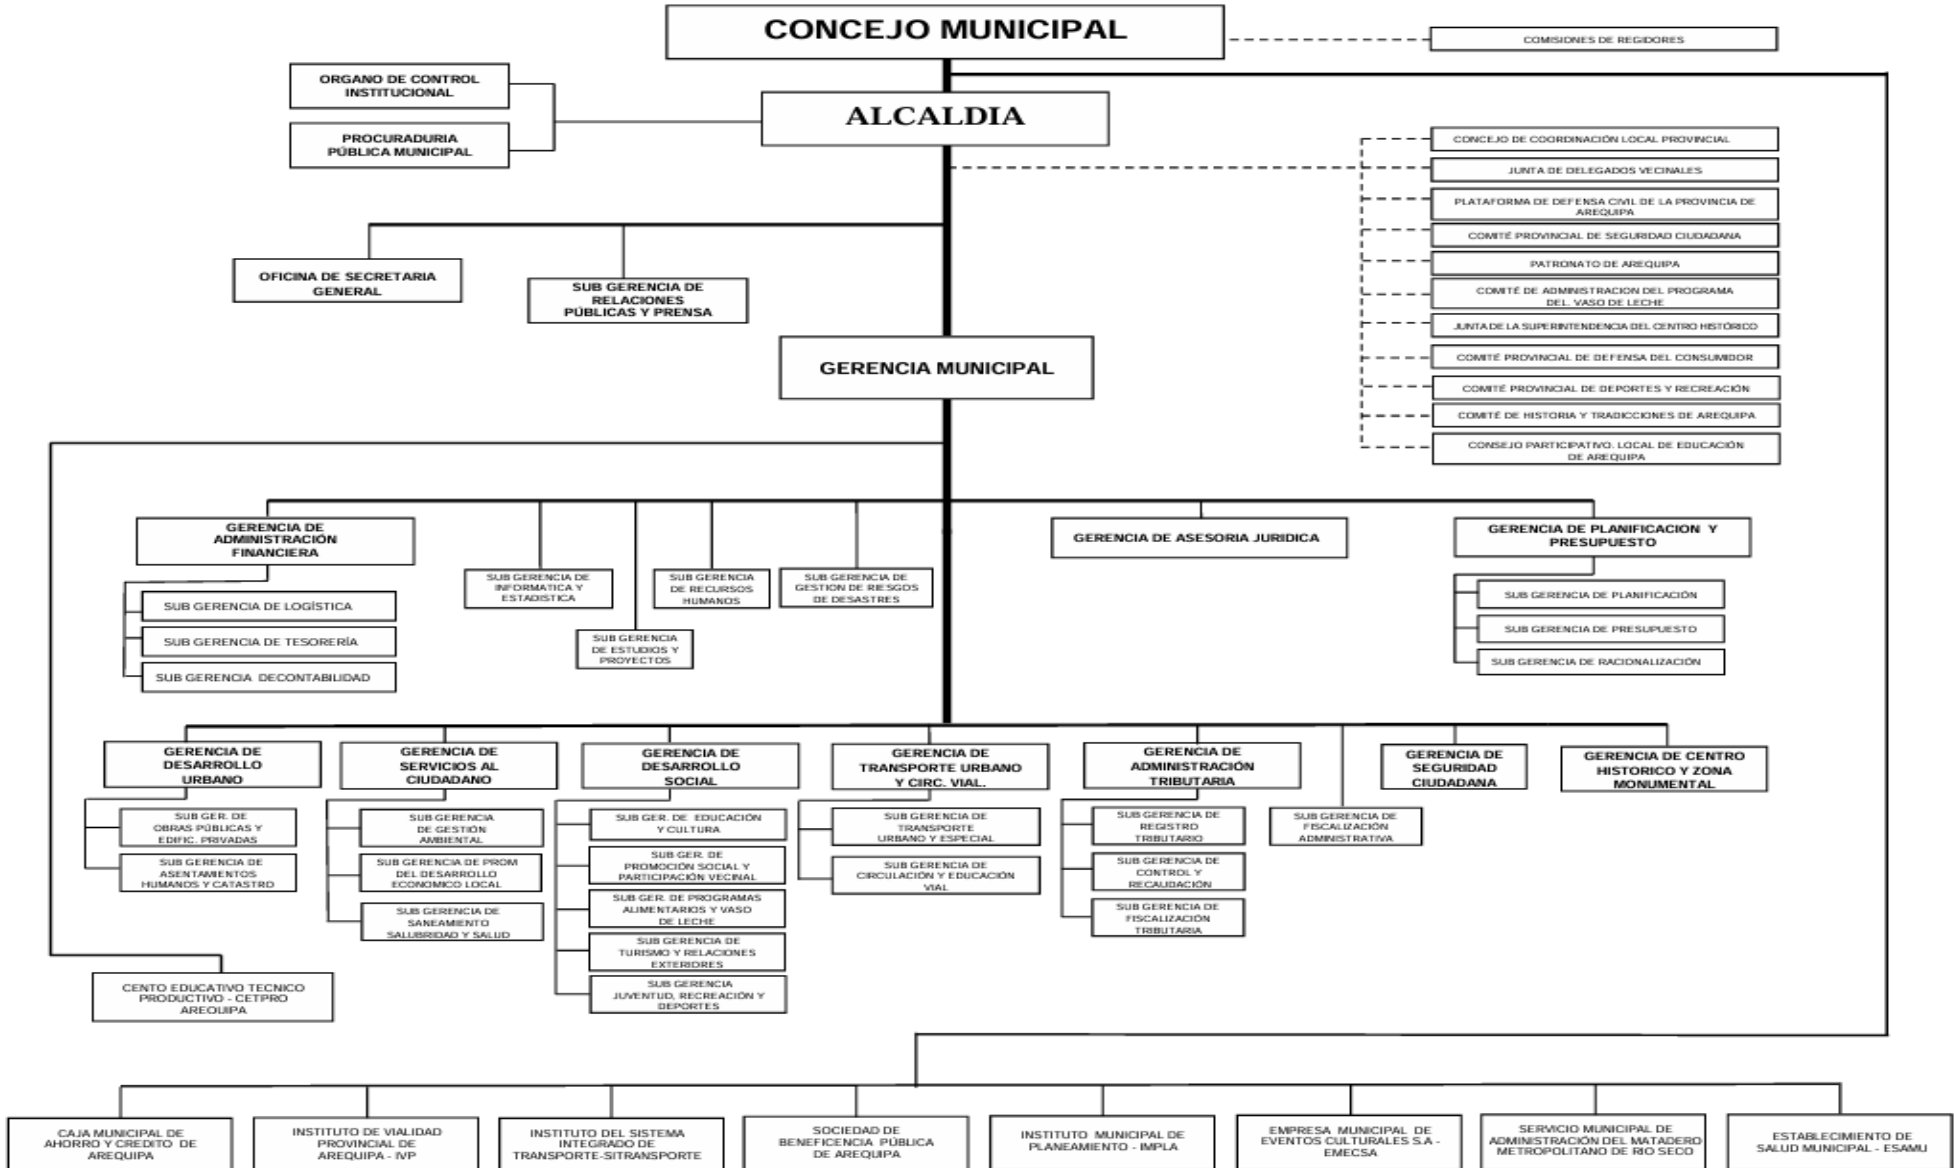 CONCEJO MUNICIPAL
COMISIONES DE REGIDORES
ORGANO DE CONTROL
INSTITUCIONAL
PROCURADURIA
PÚBLICA MUNICIPAL
ALCALDIA
CONCEJO DE COORDINACIÓN LOCAL PROVINCIAL
JUNTA DE DELEGADOS VECINALES
PLATAFORMA DE DEFENSA CIVIL DE LA PROVINCIA DE
AREQUIPA
COMITÉ PROVINCIAL DE SEGURIDAD CIUDADANA
PATRONATO DE AREQUIPA
COMITÉ DE ADMINISTRACION DEL PROGRAMA
DEL. VASO DE LECHE
JUNTA DE LA SUPERINTENDENCIA DEL CENTRO HISTÓRICO
COMITÉ PROVINCIAL DE DEFENSA DEL CONSUMIDOR
COMITÉ PROVINCIAL DE DEPORTES Y RECREACIÓN
COMITÉ DE HISTORIA Y TRADICCIONES DE AREQUIPA
CONSEJO PARTICIPATIVO. LOCAL DE EDUCACIÓN
DE AREQUIPA
OFICINA DE SECRETARIA
GENERAL
SUB GERENCIA DE
RELACIONES
PÚBLICAS Y PRENSA
GERENCIA MUNICIPAL
GERENCIA DE
ADMINISTRACIÓN
FINANCIERA
SUB GERENCIA DE LOGÍSTICA
SUB GERENCIA DE TESORERÍA
SUB GERENCIA DECONTABILIDAD
SUB GERENCIA DE
INFORMATICA Y
ESTADISTICA
SUB GERENCIA
DE ESTUDIOS Y
PROYECTOS
SUB GERENCIA
DE RECURSOS
HUMANOS
SUB GERENCIA DE
GESTION DE RIESGOS
DE DESASTRES
GERENCIA DE ASESORIA JURIDICA
GERENCIA DE PLANIFICACION Y
PRESUPUESTO
SUB GERENCIA DE PLANIFICACIÓN
SUB GERENCIA DE PRESUPUESTO
SUB GERENCIA DE RACIONALIZACIÓN
GERENCIA DE
DESARROLLO
URBANO
SUB GER. DE
OBRAS PÚBLICAS Y
EDIFIC. PRIVADAS
SUB GERENCIA DE
ASENTAMIENTOS
HUMANOS Y CATASTRO
GERENCIA DE
SERVICIOS AL
CIUDADANO
SUB GERENCIA
DE GESTIÓN
AMBIENTAL
SUB GERENCIA DE PROM
DEL DESARROLLO
ECONOMICO LOCAL
SUB GERENCIA DE
SANEAMIENTO
SALUBRIDAD Y SALUD
GERENCIA DE
DESARROLLO
SOCIAL
SUB GER. DE EDUCACIÓN
Y CULTURA
SUB GER. DE
PROMOCIÓN SOCIAL Y
PARTICIPACIÓN VECINAL
SUB GER. DE PROGRAMAS
ALIMENTARIOS Y VASO
DE LECHE
SUB GERENCIA DE
TURISMO Y RELACIONES
EXTERIORES
SUB GERENCIA
JUVENTUD, RECREACIÓN Y
DEPORTES
GERENCIA DE
TRANSPORTE URBANO
Y CIRC. VIAL.
SUB GERENCIA DE
TRANSPORTE
URBANO Y ESPECIAL
SUB GERENCIA DE
CIRCULACIÓN Y EDUCACIÓN
VIAL
GERENCIA DE
ADMINISTRACIÓN
TRIBUTARIA
SUB GERENCIA DE
REGISTRO
TRIBUTARIO
SUB GERENCIA DE
CONTROL Y
RECAUDACIÓN
SUB GERENCIA DE
FISCALIZACIÓN
TRIBUTARIA
SUB GERENCIA DE
FISCALIZACIÓN
ADMINISTRATIVA
GERENCIA DE
SEGURIDAD
CIUDADANA
GERENCIA DE CENTRO
HISTORICO Y ZONA
MONUMENTAL
CENTO EDUCATIVO TECNICO
PRODUCTIVO - CETPRO
AREQUIPA
CAJA MUNICIPAL DE
AHORRO Y CREDITO DE
AREQUIPA
INSTITUTO DE VIALIDAD
PROVINCIAL DE
AREQUIPA - IVP
INSTITUTO DEL SISTEMA
INTEGRADO DE
TRANSPORTE-SITRANSPORTE
SOCIEDAD DE
BENEFICENCIA PÚBLICA
DE AREQUIPA
INSTITUTO MUNICIPAL DE
PLANEAMIENTO - IMPLA
EMPRESA MUNICIPAL DE
EVENTOS CULTURALES S.A -
EMECSA
SERVICIO MUNICIPAL DE
ADMINISTRACIÓN DEL MATADERO
METROPOLITANO DE RIO SECO
ESTABLECIMIENTO DE
SALUD MUNICIPAL - ESAMU